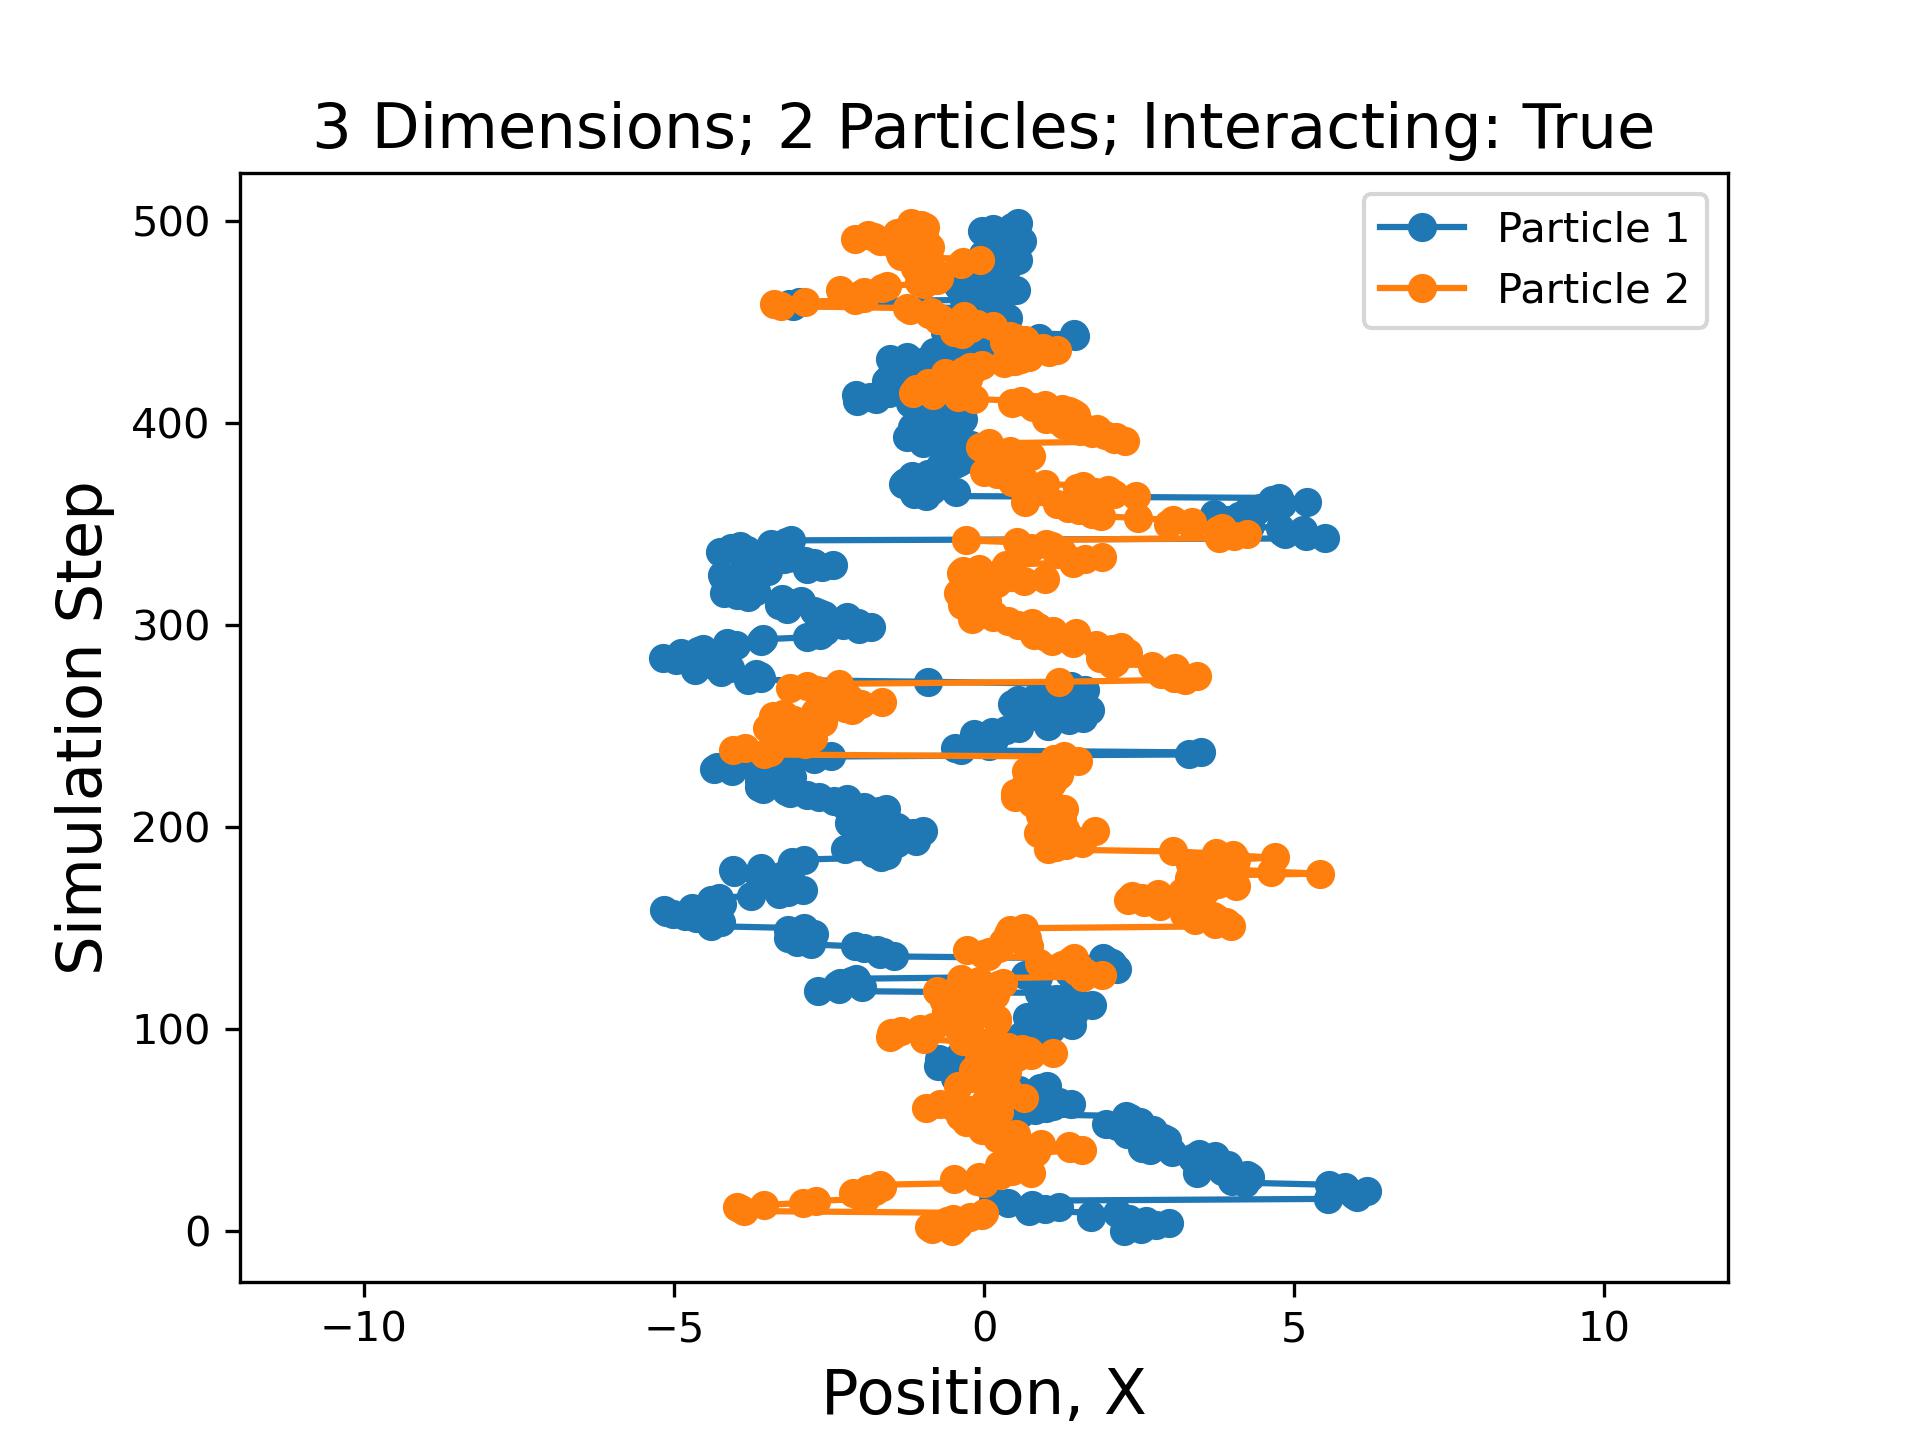 3 Dimensions; 2 Particles; Interacting: True
Particle 1
Particle 2
500
400
300
200
100
0
Simulation Step
−10
−5
0
5
10
Position, X